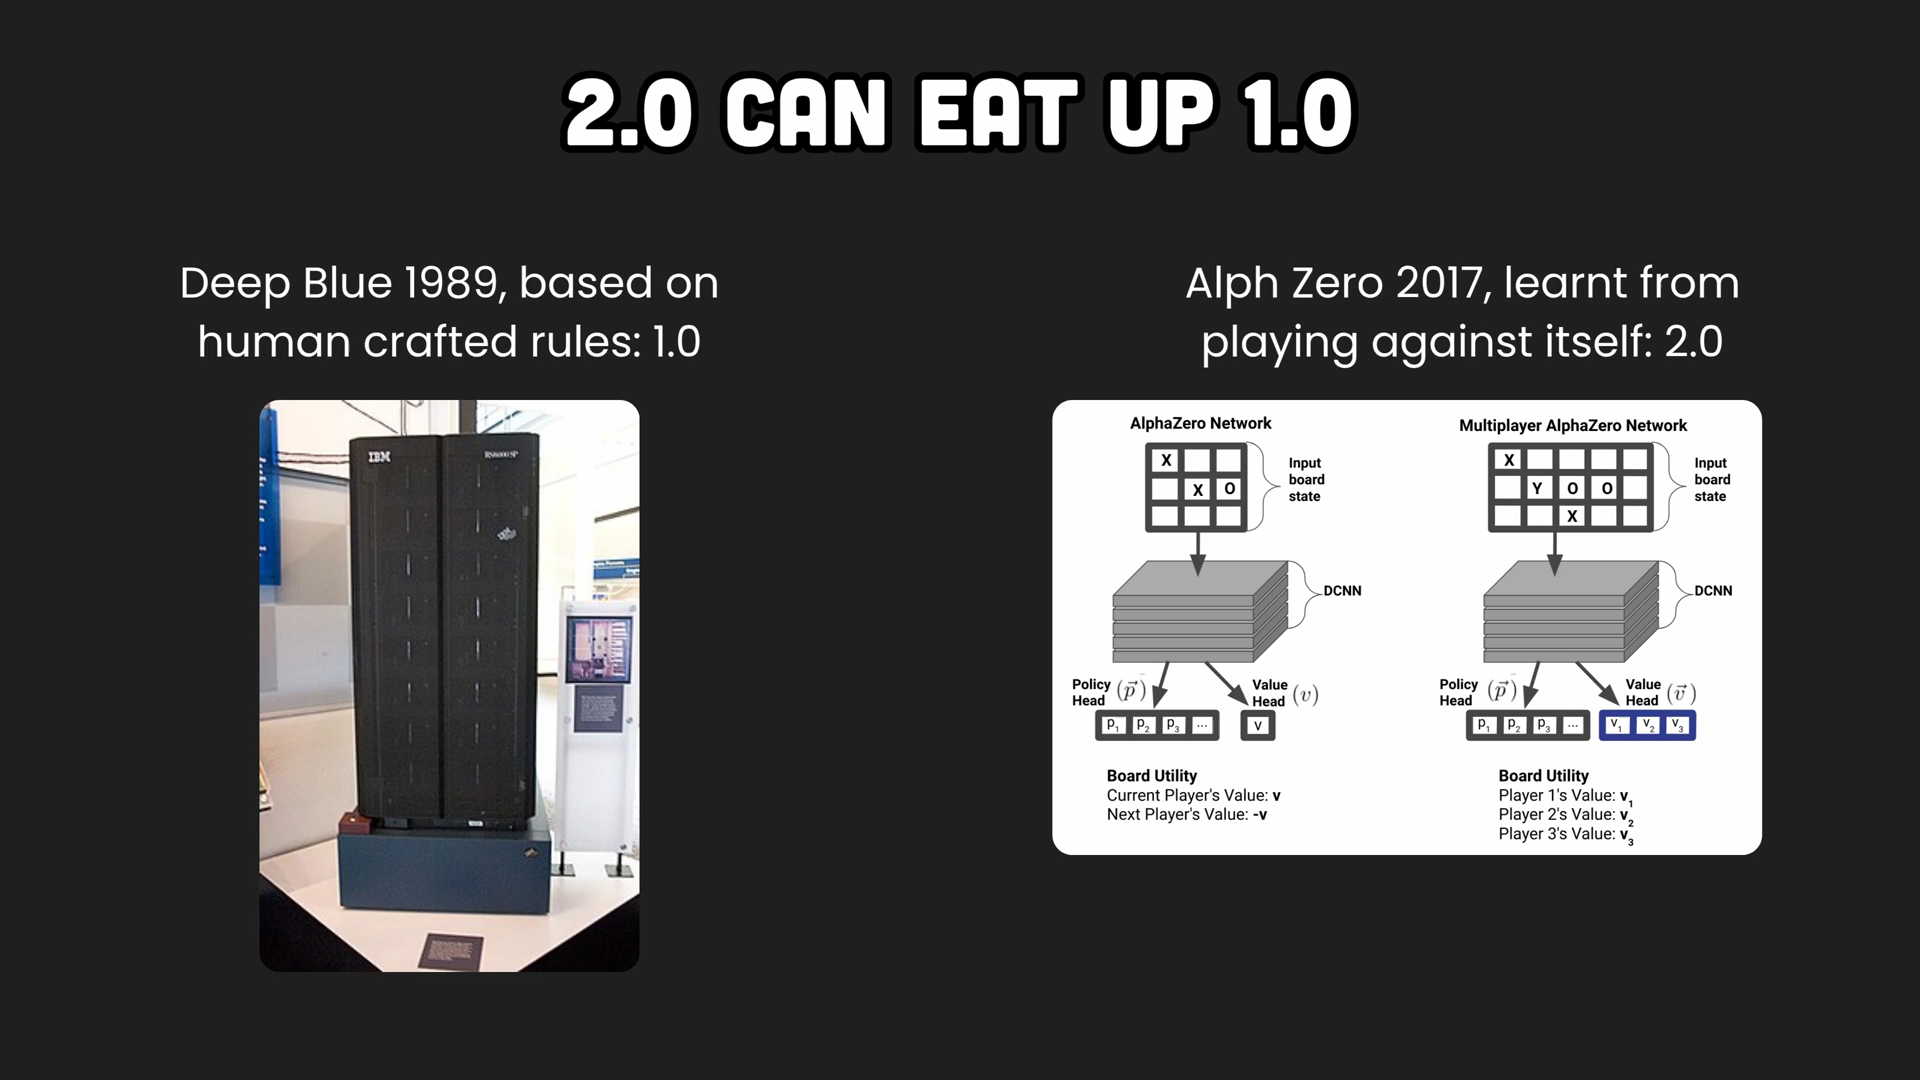 2.0 CAN EAT UP 1.0
Deep Blue 1989, based on
human crafted rules: 1.0
Alph Zero 2017, learnt from
playing against itself: 2.0
IBM
RS/6000 SP
AlphaZero Network
X
X O
Input
board
state
DCNN
Policy
Head (p⃗)
Value
Head (v)
p₁ p₂ p₃ ...
v
Board Utility
Current Player's Value: v
Next Player's Value: -v
Multiplayer AlphaZero Network
X
Y O O
X
Input
board
state
DCNN
Policy
Head (p⃗)
Value
Head (v⃗)
p₁ p₂ p₃ ...
v₁ v₂ v₃
Board Utility
Player 1's Value: v₁
Player 2's Value: v₂
Player 3's Value: v₃